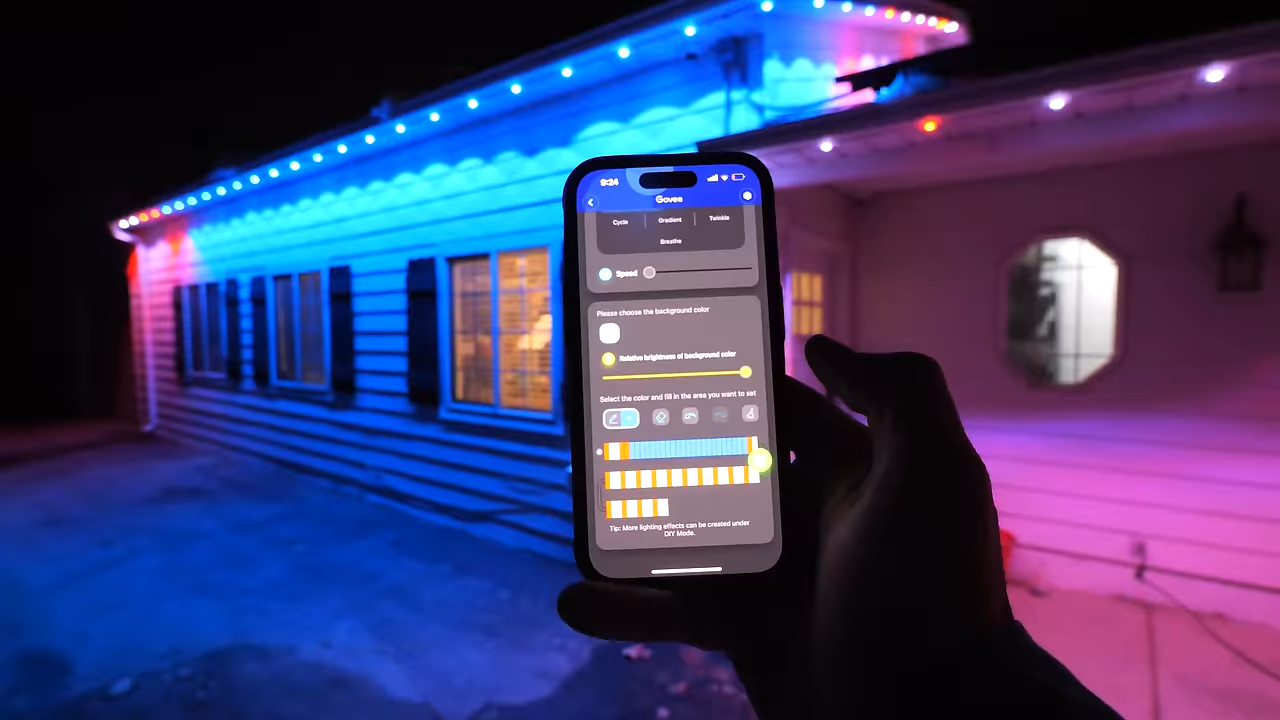 9:24
Govee
Cycle Gradient Twinkle
Breathe
Speed
Please choose the background color
Relative brightness of background color
Select the color and fill in the area you want to set
Tip: More lighting effects can be created under
DIY Mode.